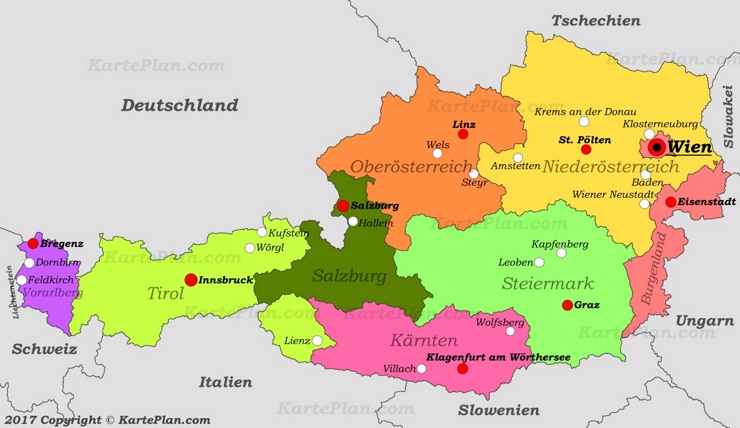 Tschechien
KartePlan.com
Deutschland
Slowakei
KartePlan.com
Krems an der Donau
Linz
Klosterneuburg
St. Pölten
Wien
Wels
Oberösterreich
Amstetten
Niederösterreich
Steyr
Baden
Wiener Neustadt
Salzburg
Eisenstadt
Hallein
KartePlan.com
Kufstein
Bregenz
Wörgl
Kapfenberg
Dornbirn
Leoben
Burgenland
Feldkirch
Innsbruck
Salzburg
Steiermark
Liechtenstein
Vorarlberg
Tirol
Graz
KartePlan.com
KartePlan.com
Wolfsberg
Ungarn
KartePlan.com
Lienz
Kärnten
Schweiz
Klagenfurt am Wörthersee
Villach
Italien
KartePlan.com
Slowenien
2017 Copyright © KartePlan.com